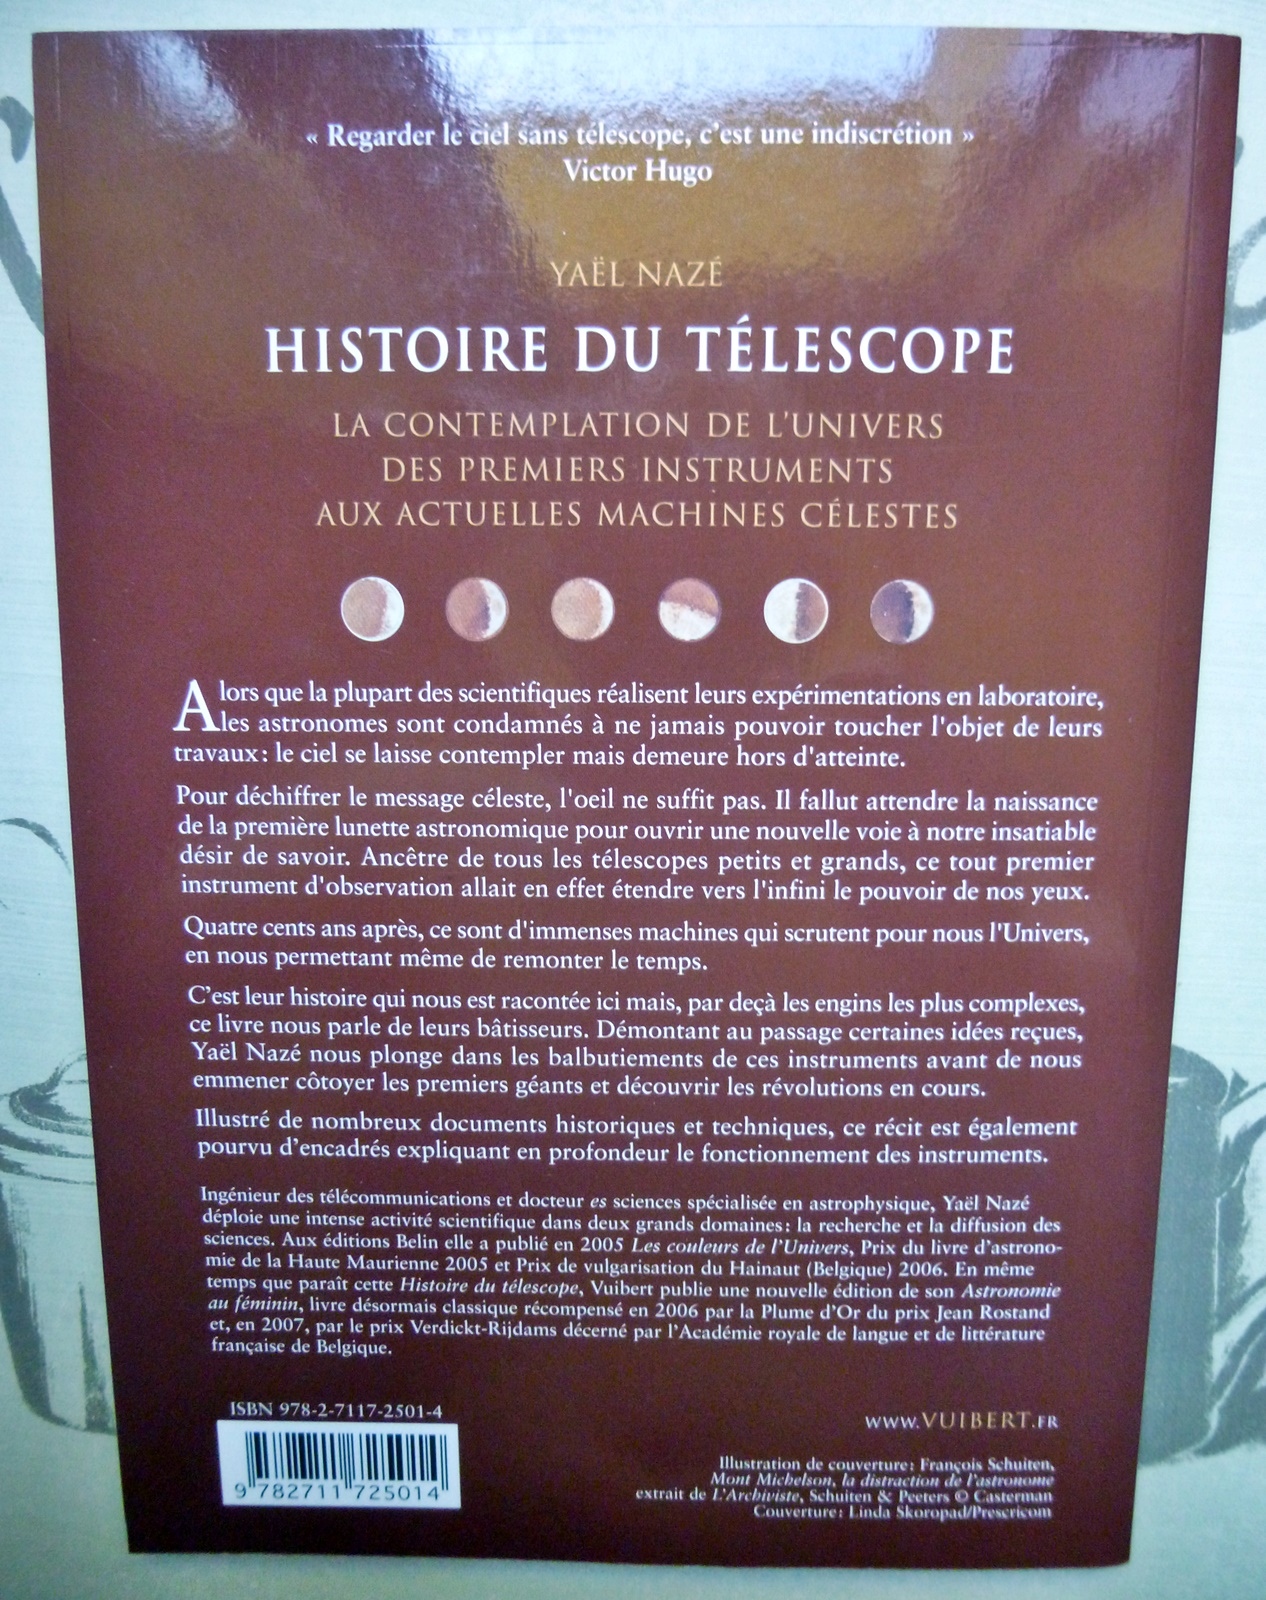 « Regarder le ciel sans télescope, c'est une indiscrétion »
Victor Hugo
YAËL NAZÉ
HISTOIRE DU TÉLESCOPE
LA CONTEMPLATION DE L'UNIVERS
DES PREMIERS INSTRUMENTS
AUX ACTUELLES MACHINES CÉLESTES
Alors que la plupart des scientifiques réalisent leurs expérimentations en laboratoire,
les astronomes sont condamnés à ne jamais pouvoir toucher l'objet de leurs
travaux : le ciel se laisse contempler mais demeure hors d'atteinte.
Pour déchiffrer le message céleste, l'oeil ne suffit pas. Il fallut attendre la naissance
de la première lunette astronomique pour ouvrir une nouvelle voie à notre insatiable
désir de savoir. Ancêtre de tous les télescopes petits et grands, ce tout premier
instrument d'observation allait en effet étendre vers l'infini le pouvoir de nos yeux.
Quatre cents ans après, ce sont d'immenses machines qui scrutent pour nous l'Univers,
en nous permettant même de remonter le temps.
C'est leur histoire qui nous est racontée ici mais, par deçà les engins les plus complexes,
ce livre nous parle de leurs bâtisseurs. Démontant au passage certaines idées reçues,
Yaël Nazé nous plonge dans les balbutiements de ces instruments avant de nous
emmener côtoyer les premiers géants et découvrir les révolutions en cours.
Illustré de nombreux documents historiques et techniques, ce récit est également
pourvu d'encadrés expliquant en profondeur le fonctionnement des instruments.
Ingénieur des télécommunications et docteur es sciences spécialisée en astrophysique, Yaël Nazé
déploie une intense activité scientifique dans deux grands domaines : la recherche et la diffusion des
sciences. Aux éditions Belin elle a publié en 2005 Les couleurs de l'Univers, Prix du livre d'astrono-
mie de la Haute Maurienne 2005 et Prix de vulgarisation du Hainaut (Belgique) 2006. En même
temps que paraît cette Histoire du télescope, Vuibert publie une nouvelle édition de son Astronomie
au féminin, livre désormais classique récompensé en 2006 par la Plume d'Or du prix Jean Rostand
et, en 2007, par le prix Verdickt-Rijdams décerné par l'Académie royale de langue et de littérature
française de Belgique.
ISBN 978-2-7117-2501-4
9 782711 725014
WWW.VUIBERT.FR
Illustration de couverture : François Schuiten,
Mont Michelson, la distraction de l'astronome
extrait de L'Archiviste, Schuiten & Peeters © Casterman
Couverture : Linda Skoropad/Prescricom